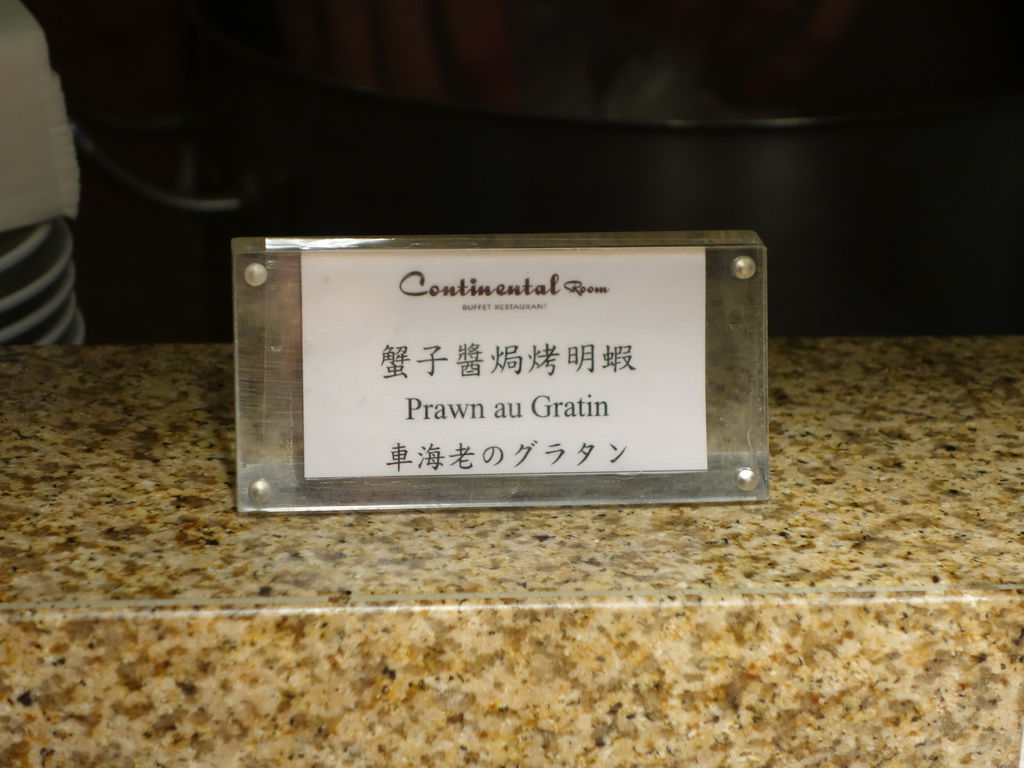 Continental Room
BUFFET RESTAURANT
蟹子醬焗烤明蝦
Prawn au Gratin
車海老のグラタン